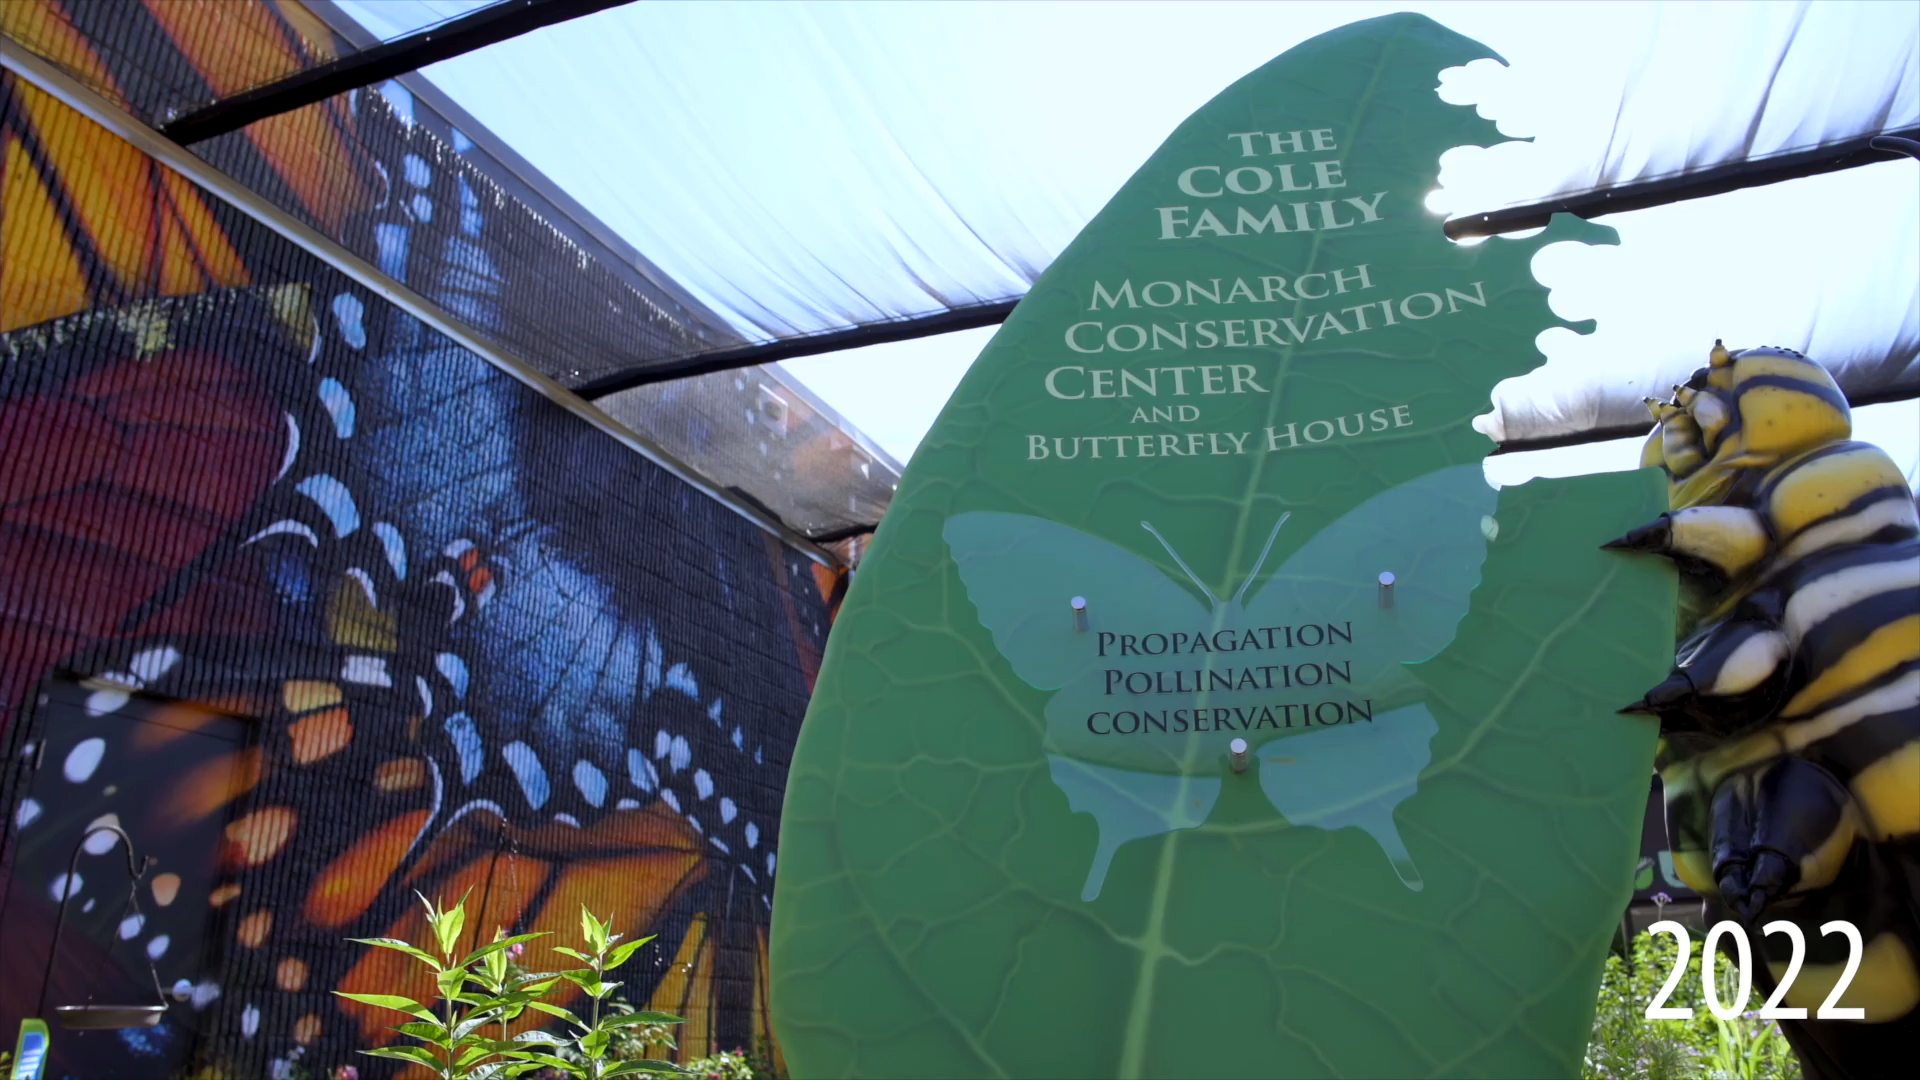 THE
COLE
FAMILY
MONARCH
CONSERVATION
CENTER
AND
BUTTERFLY HOUSE
PROPAGATION
POLLINATION
CONSERVATION
2022